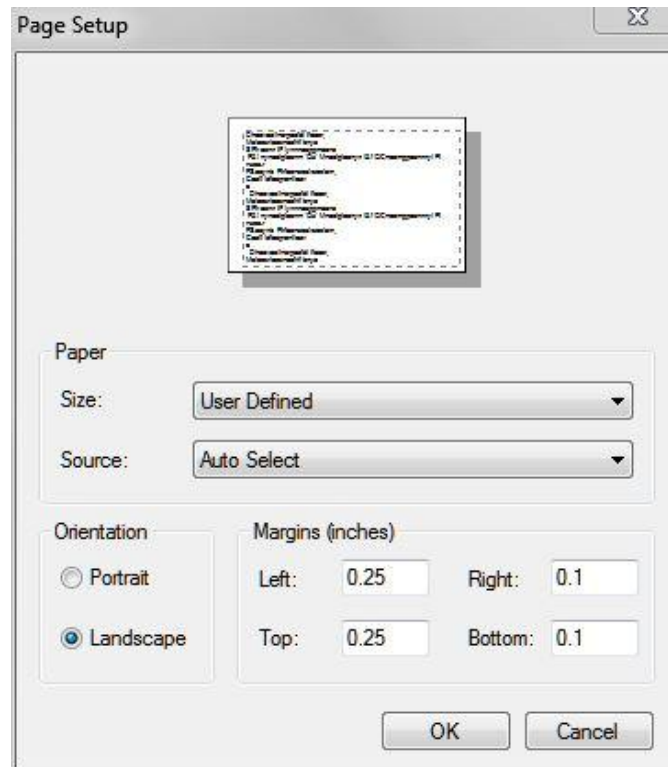 Page Setup
Paper
Size: User Defined
Source: Auto Select
Orientation
Margins (inches)
Portrait
Left: 0.25 Right: 0.1
Landscape
Top: 0.25 Bottom: 0.1
OK Cancel